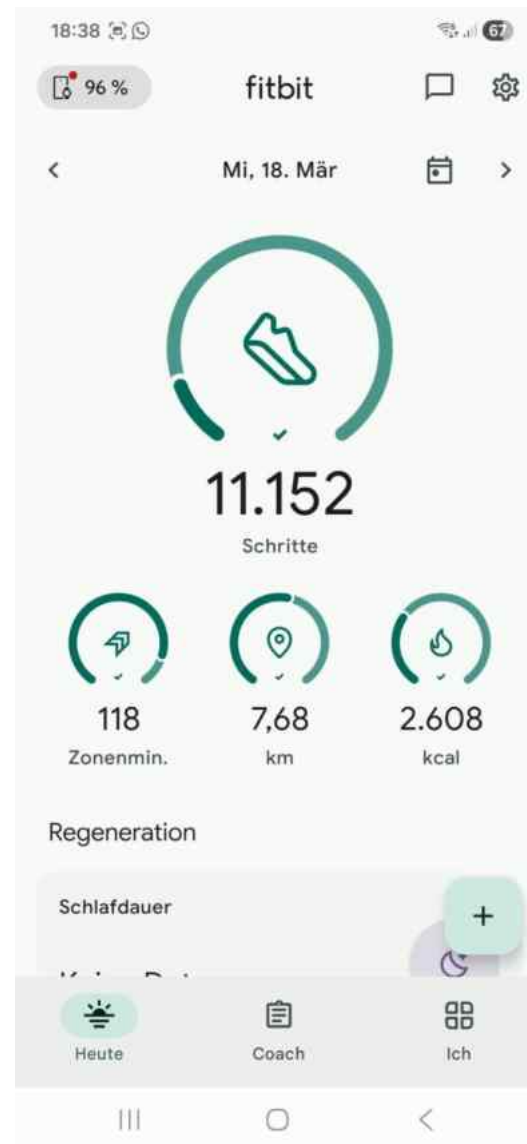 18:38
67
96 %
fitbit
Mi, 18. Mär
11.152
Schritte
118
7,68
2.608
Zonenmin.
km
kcal
Regeneration
Schlafdauer
+
Heute
Coach
Ich